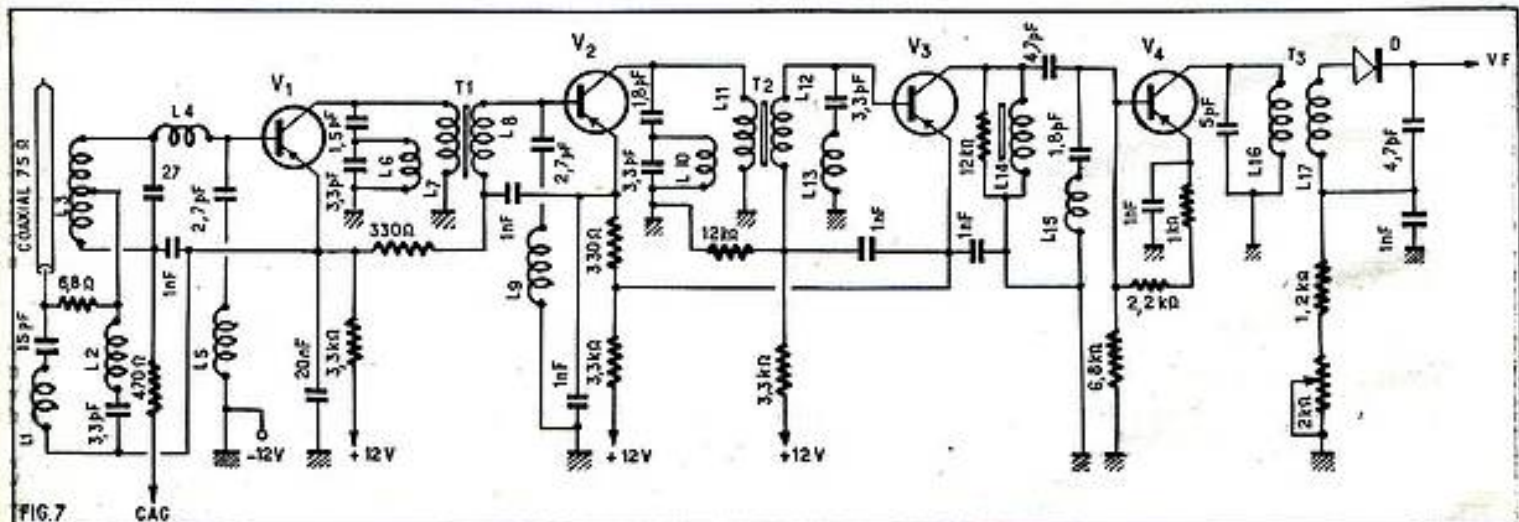 COAXIAL 75Ω
L1
15pF
68Ω
L2
3,3pF
L3
27
1nF
470Ω
CAG
L4
2,7pF
L5
-12V
V1
20nF
3,3kΩ
+12V
330Ω
1,5pF
3,3pF
L6
L7
T1
L8
1nF
2,7pF
L9
1nF
V2
330Ω
3,3kΩ
+12V
1,8pF
3,3pF
L10
12kΩ
L11
T2
L12
3,3pF
L13
1nF
3,3kΩ
+12V
V3
1nF
12kΩ
L14
4,7pF
1,8pF
L15
6,8kΩ
V4
1nF
1kΩ
2,2kΩ
5pF
L16
T3
L17
D
VF
4,7pF
1nF
1,2kΩ
2kΩ
FIG.7